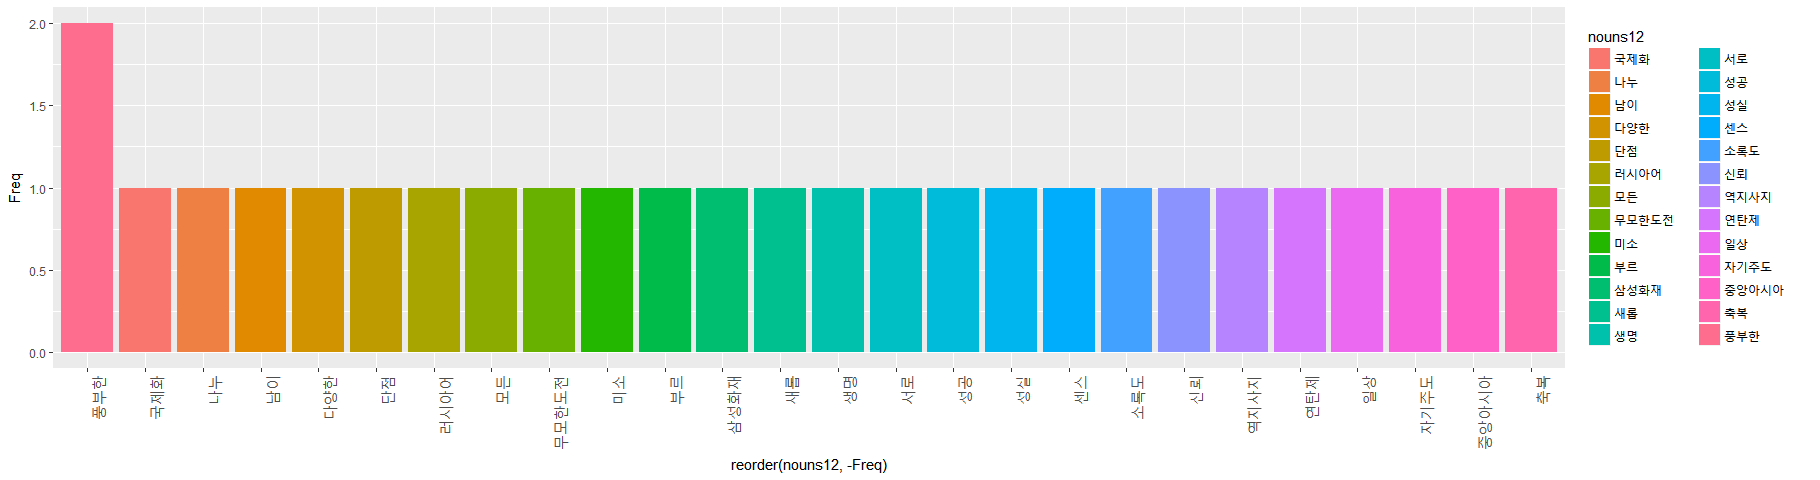 Freq
2.0
1.5
1.0
0.5
0.0
풍부한
국제화
나누
남이
다양한
단점
러시아어
모든
무모한도전
미소
부르
삼성화재
새롭
생명
서로
성공
성실
센스
소록도
신뢰
역지사지
연탄제
일상
자기주도
중앙아시아
축복
reorder(nouns12, -Freq)
nouns12
국제화
나누
남이
다양한
단점
러시아어
모든
무모한도전
미소
부르
삼성화재
새롭
생명
서로
성공
성실
센스
소록도
신뢰
역지사지
연탄제
일상
자기주도
중앙아시아
축복
풍부한